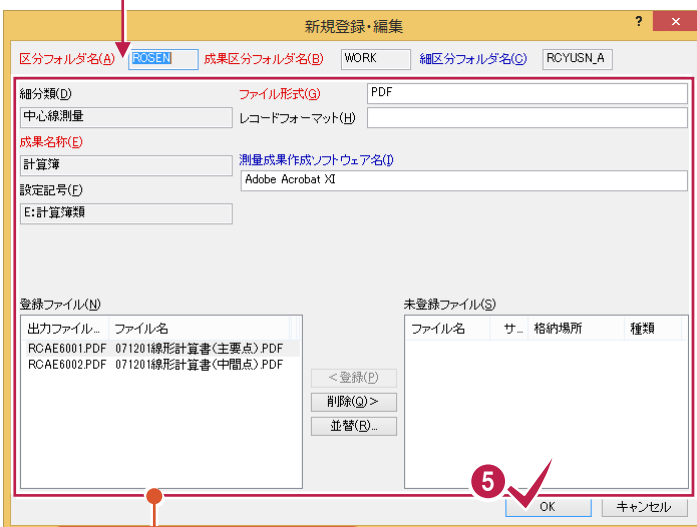 新規登録・編集
? ×
区分フォルダ名(A) ROSEN 成果区分フォルダ名(B) WORK 細区分フォルダ名(C) RCYUSN_A
細分類(D) ファイル形式(G) PDF
中心線測量 レコードフォーマット(H)
成果名称(E)
計算簿 測量成果作成ソフトウェア名(I)
設定記号(F) Adobe Acrobat XI
E:計算簿類
登録ファイル(N) 未登録ファイル(S)
出力ファイル... ファイル名 ファイル名 サ... 格納場所 種類
RCAE6001.PDF 071201線形計算書(主要点).PDF
RCAE6002.PDF 071201線形計算書(中間点).PDF
<登録(P)
削除(Q)>
並替(R)...
5
OK キャンセル